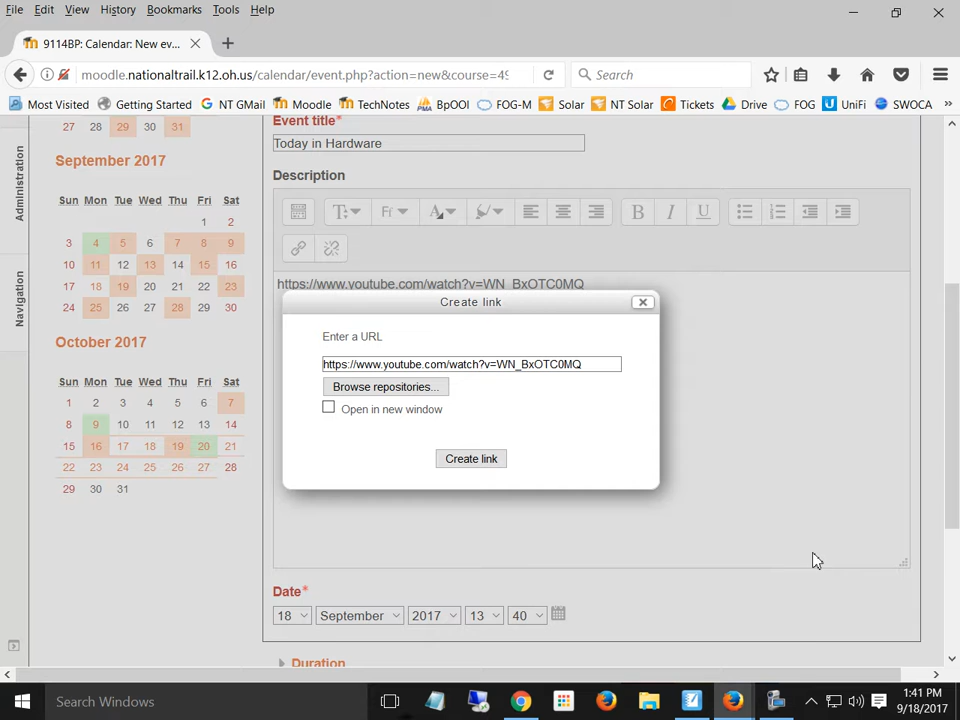 File Edit View History Bookmarks Tools Help
9114BP: Calendar: New ev...
moodle.nationaltrail.k12.oh.us/calendar/event.php?action=new&course=49
Search
Most Visited Getting Started NT GMail Moodle TechNotes BpOOl FOG-M Solar NT Solar Tickets Drive FOG UniFi SWOCA
Administration
Navigation
27 28 29 30 31
September 2017
Sun Mon Tue Wed Thu Fri Sat
1 2
3 4 5 6 7 8 9
10 11 12 13 14 15 16
17 18 19 20 21 22 23
24 25 26 27 28 29 30
October 2017
Sun Mon Tue Wed Thu Fri Sat
1 2 3 4 5 6 7
8 9 10 11 12 13 14
15 16 17 18 19 20 21
22 23 24 25 26 27 28
29 30 31
Event title*
Today in Hardware
Description
https://www.youtube.com/watch?v=WN_BxOTC0MQ
Create link
Enter a URL
https://www.youtube.com/watch?v=WN_BxOTC0MQ
Browse repositories...
Open in new window
Create link
Date*
18 September 2017 13 40
Duration
Search Windows
1:41 PM
9/18/2017